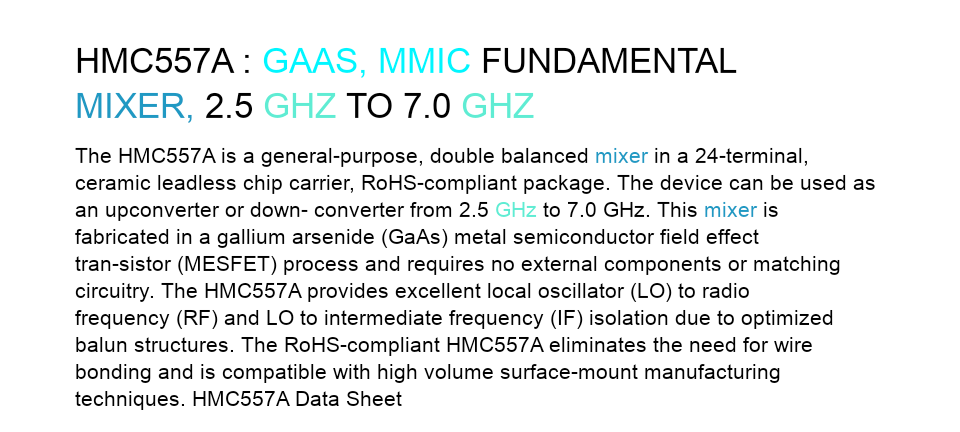 HMC557A : GAAS, MMIC FUNDAMENTAL
MIXER, 2.5 GHZ TO 7.0 GHZ
The HMC557A is a general-purpose, double balanced mixer in a 24-terminal,
ceramic leadless chip carrier, RoHS-compliant package. The device can be used as
an upconverter or down- converter from 2.5 GHz to 7.0 GHz. This mixer is
fabricated in a gallium arsenide (GaAs) metal semiconductor field effect
tran-sistor (MESFET) process and requires no external components or matching
circuitry. The HMC557A provides excellent local oscillator (LO) to radio
frequency (RF) and LO to intermediate frequency (IF) isolation due to optimized
balun structures. The RoHS-compliant HMC557A eliminates the need for wire
bonding and is compatible with high volume surface-mount manufacturing
techniques. HMC557A Data Sheet